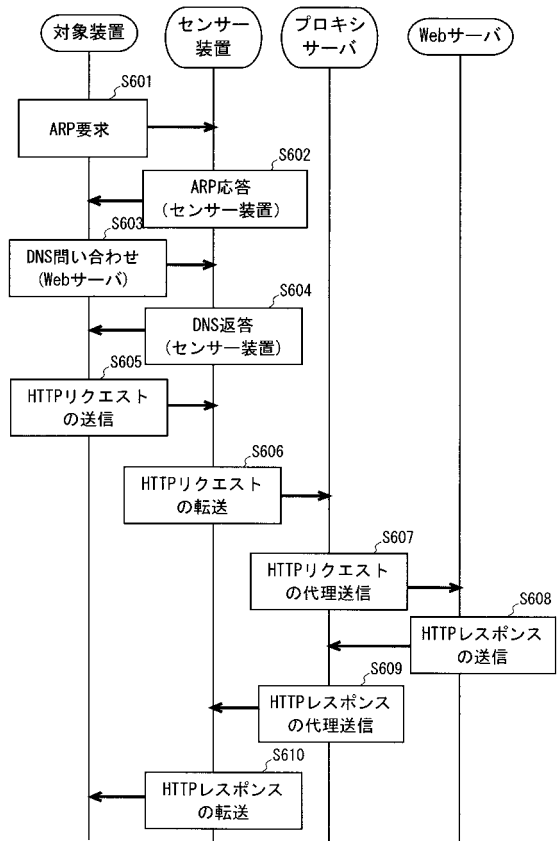 対象装置
センサー
装置
プロキシ
サーバ
Webサーバ
S601
ARP要求
S602
ARP応答
(センサー装置)
S603
DNS問い合わせ
(Webサーバ)
S604
DNS返答
(センサー装置)
S605
HTTPリクエスト
の送信
S606
HTTPリクエスト
の転送
S607
HTTPリクエスト
の代理送信
S608
HTTPレスポンス
の送信
S609
HTTPレスポンス
の代理送信
S610
HTTPレスポンス
の転送